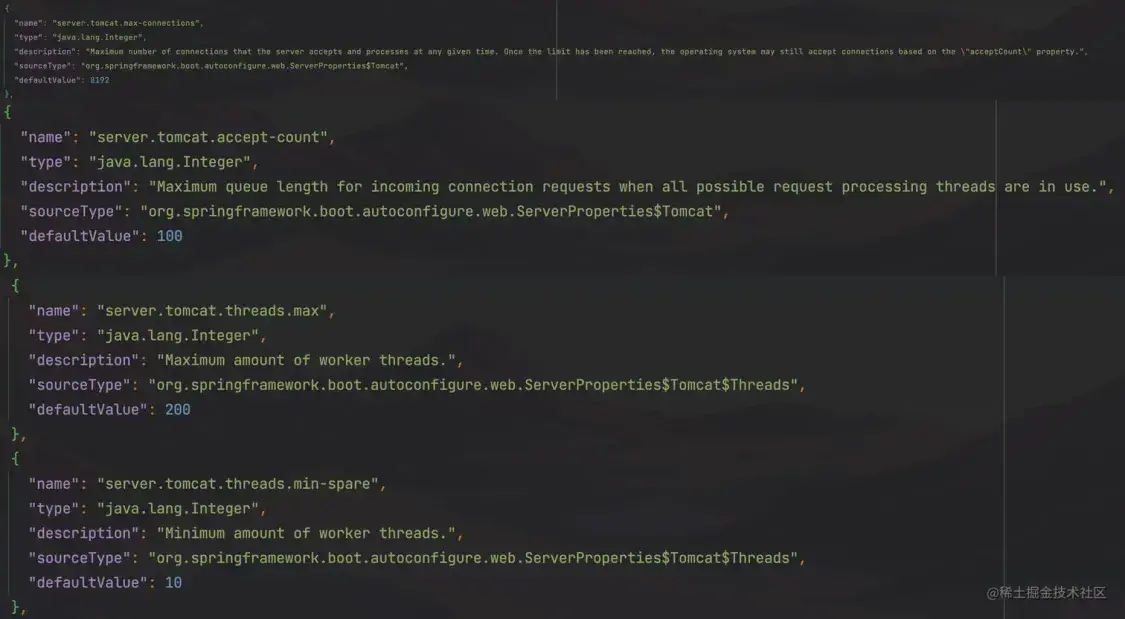 {
"name": "server.tomcat.max-connections",
"type": "java.lang.Integer",
"description": "Maximum number of connections that the server accepts and processes at any given time. Once the limit has been reached, the operating system may still accept connections based on the \"acceptCount\" property.",
"sourceType": "org.springframework.boot.autoconfigure.web.ServerProperties$Tomcat",
"defaultValue": 8192
},
{
"name": "server.tomcat.accept-count",
"type": "java.lang.Integer",
"description": "Maximum queue length for incoming connection requests when all possible request processing threads are in use.",
"sourceType": "org.springframework.boot.autoconfigure.web.ServerProperties$Tomcat",
"defaultValue": 100
},
{
"name": "server.tomcat.threads.max",
"type": "java.lang.Integer",
"description": "Maximum amount of worker threads.",
"sourceType": "org.springframework.boot.autoconfigure.web.ServerProperties$Tomcat$Threads",
"defaultValue": 200
},
{
"name": "server.tomcat.threads.min-spare",
"type": "java.lang.Integer",
"description": "Minimum amount of worker threads.",
"sourceType": "org.springframework.boot.autoconfigure.web.ServerProperties$Tomcat$Threads",
"defaultValue": 10
},
@稀土掘金技术社区